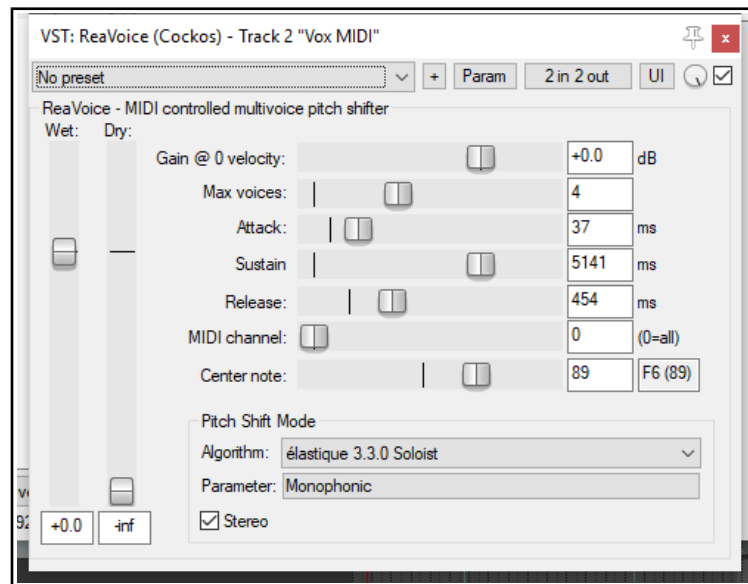 VST: ReaVoice (Cockos) - Track 2 "Vox MIDI" x
No preset + Param 2 in 2 out UI
ReaVoice - MIDI controlled multivoice pitch shifter
Wet: Dry:
Gain @ 0 velocity: +0.0 dB
Max voices: 4
Attack: 37 ms
Sustain 5141 ms
Release: 454 ms
MIDI channel: 0 (0=all)
Center note: 89 F6 (89)
Pitch Shift Mode
Algorithm: élastique 3.3.0 Soloist
Parameter: Monophonic
+0.0 -inf Stereo